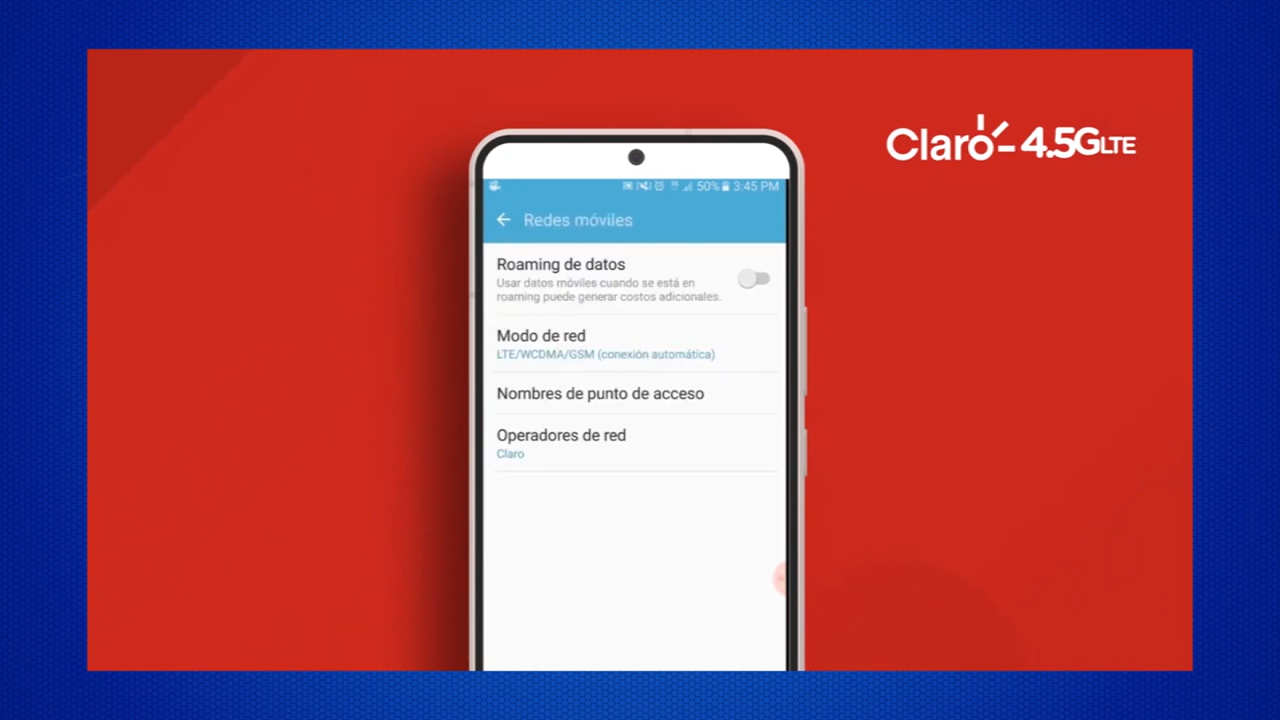 Claro- 4.5G LTE
50% 3:45 PM
Redes móviles
Roaming de datos
Usar datos móviles cuando se está en
roaming puede generar costos adicionales.
Modo de red
LTE/WCDMA/GSM (conexión automática)
Nombres de punto de acceso
Operadores de red
Claro